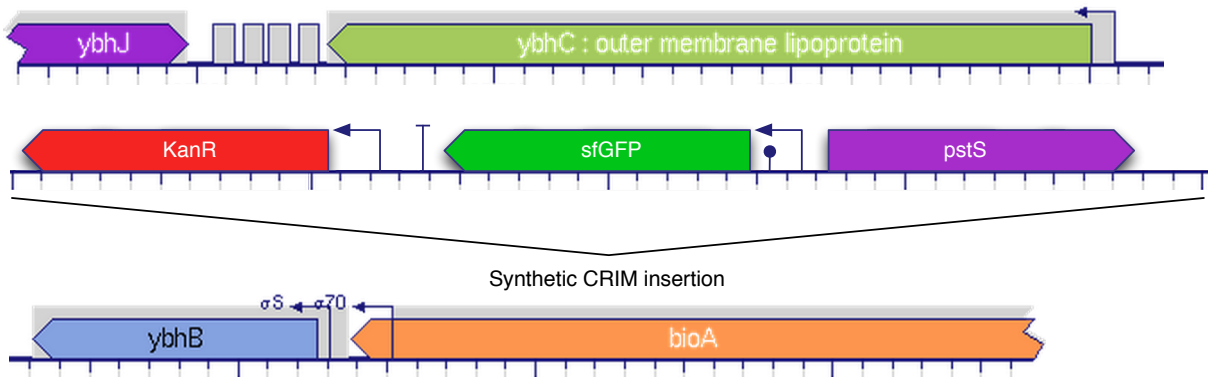 ybhJ
ybhC : outer membrane lipoprotein
KanR
sfGFP
pstS
Synthetic CRIM insertion
σS
σ70
ybhB
bioA